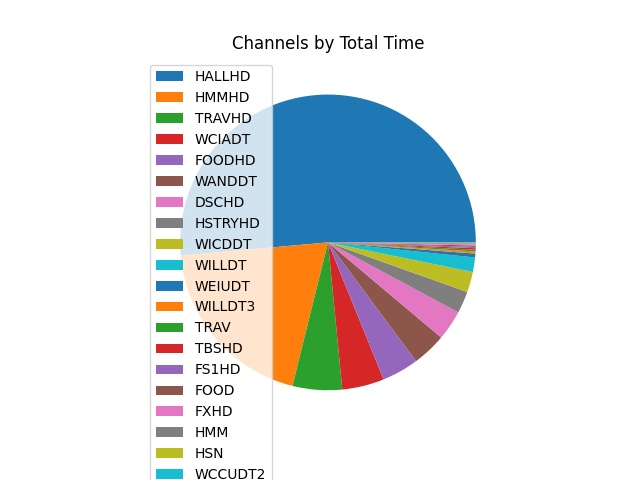 Channels by Total Time
HALLHD
HMMHD
TRAVHD
WCIADT
FOODHD
WANDDT
DSCHD
HSTRYHD
WICDDT
WILLDT
WEIUDT
WILLDT3
TRAV
TBSHD
FS1HD
FOOD
FXHD
HMM
HSN
WCCUDT2